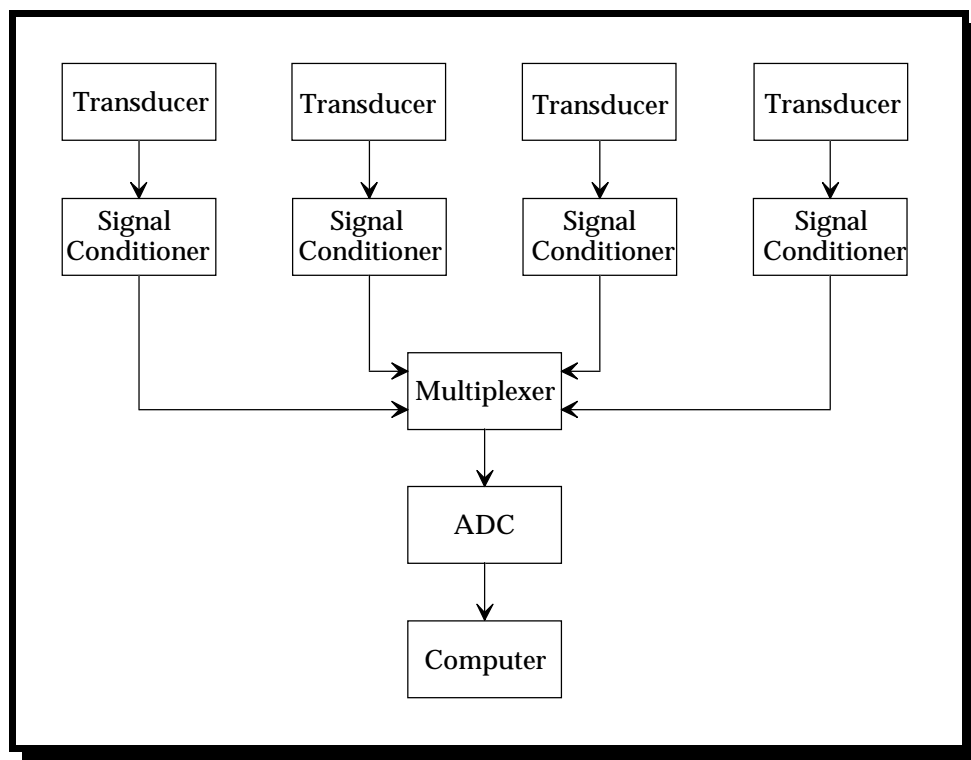 Transducer
Transducer
Transducer
Transducer
Signal
Conditioner
Signal
Conditioner
Signal
Conditioner
Signal
Conditioner
Multiplexer
ADC
Computer